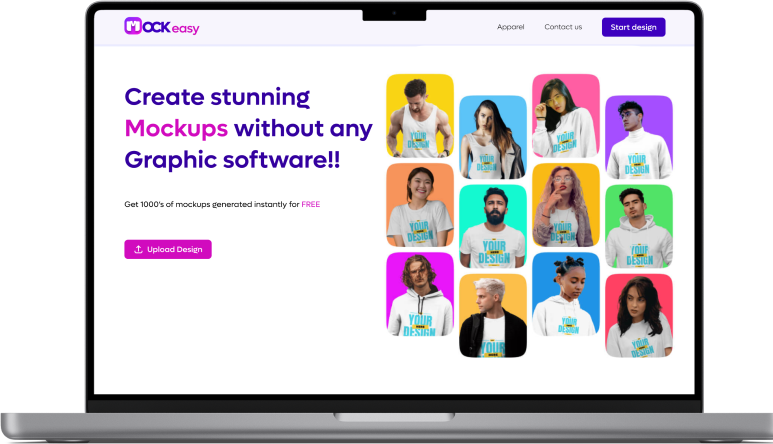 MOCK easy
Apparel
Contact us
Start design
Create stunning
Mockups without any
Graphic software!!
Get 1000's of mockups generated instantly for FREE
Upload Design
YOUR
DESIGN
YOUR
DESIGN
YOUR
DESIGN
YOUR
DESIGN
YOUR
DESIGN
YOUR
DESIGN
YOUR
DESIGN
YOUR
DESIGN
YOUR
DESIGN
YOUR
DESIGN
YOUR
DESIGN
YOUR
DESIGN